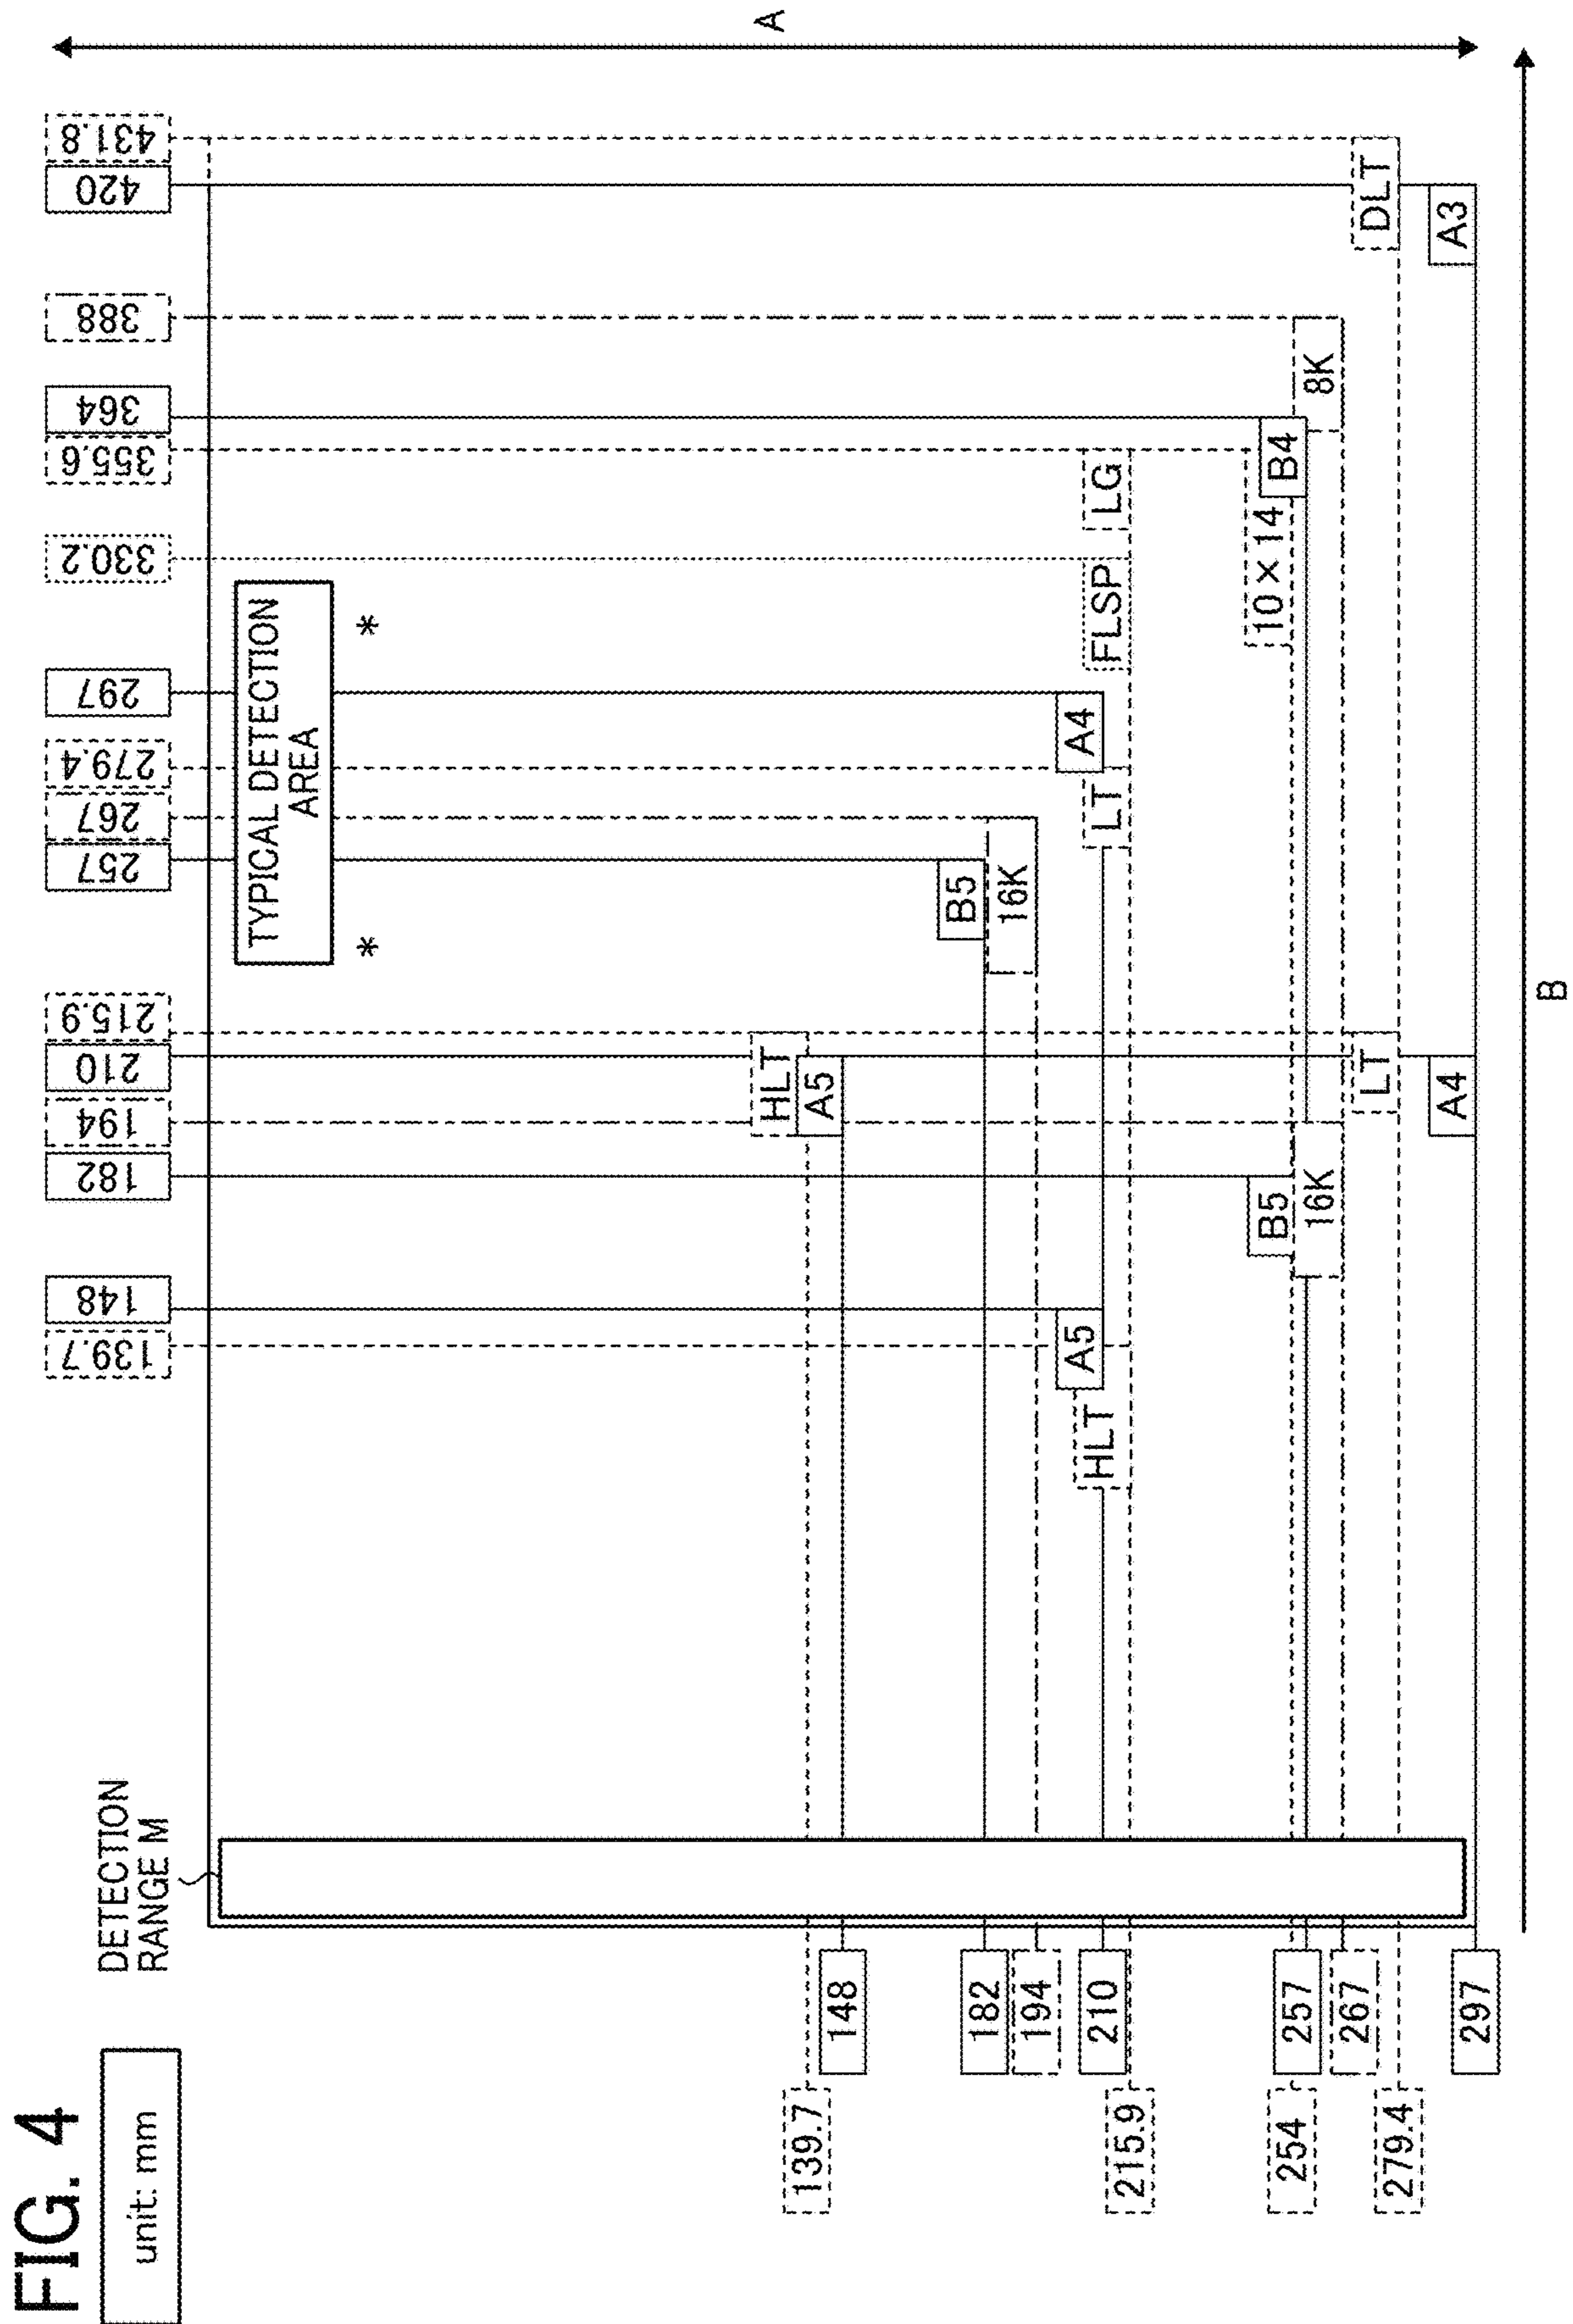 FIG. 4
unit: mm
DETECTION
RANGE M
139.7
148
182
194
210
215.9
254
257
267
279.4
297
139.7
148
182
194
210
215.9
257
267
279.4
297
330.2
355.6
364
388
420
431.8
TYPICAL DETECTION
AREA
*
*
HLT
A5
B5
16K
HLT
A5
LT
A4
FLSP
LG
B5
16K
10×14
B4
8K
LT
DLT
A4
A3
A
B